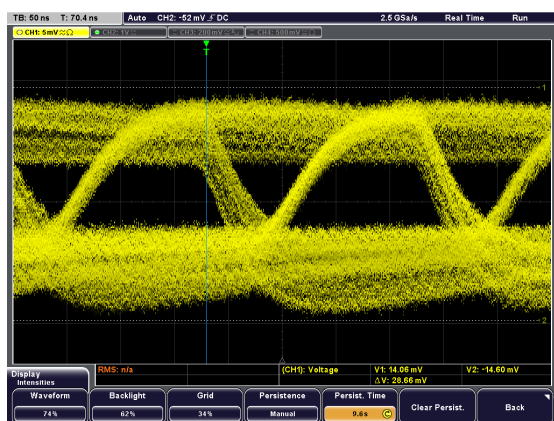 TB: 50 ns T: 70.4 ns Auto CH2: -52 mV DC 2.5 GSa/s Real Time Run
CH1: 5mV CH2: 1V CH3: 200mV CH4: 500mV
T
1
2
Display
Intensities
RMS: n/a (CH1): Voltage V1: 14.06 mV V2: -14.60 mV
ΔV: 28.66 mV
Waveform Backlight Grid Persistence Persist. Time Clear Persist. Back
74% 62% 34% Manual 9.6s